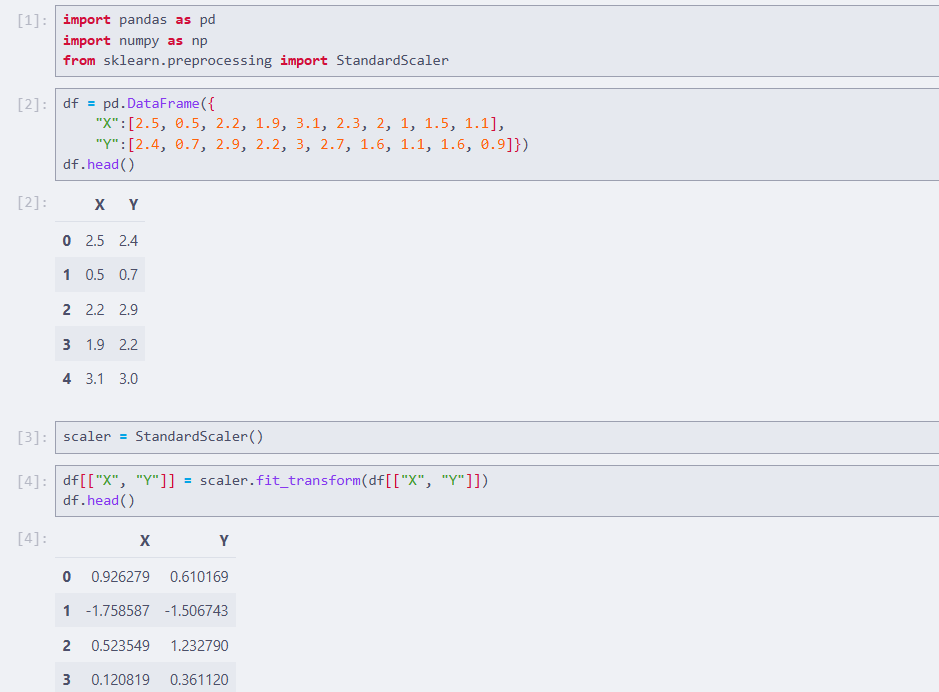 [1]: import pandas as pd
import numpy as np
from sklearn.preprocessing import StandardScaler
[2]: df = pd.DataFrame({
"X":[2.5, 0.5, 2.2, 1.9, 3.1, 2.3, 2, 1, 1.5, 1.1],
"Y":[2.4, 0.7, 2.9, 2.2, 3, 2.7, 1.6, 1.1, 1.6, 0.9]})
df.head()
[2]: X Y
0 2.5 2.4
1 0.5 0.7
2 2.2 2.9
3 1.9 2.2
4 3.1 3.0
[3]: scaler = StandardScaler()
[4]: df[["X", "Y"]] = scaler.fit_transform(df[["X", "Y"]])
df.head()
[4]: X Y
0 0.926279 0.610169
1 -1.758587 -1.506743
2 0.523549 1.232790
3 0.120819 0.361120